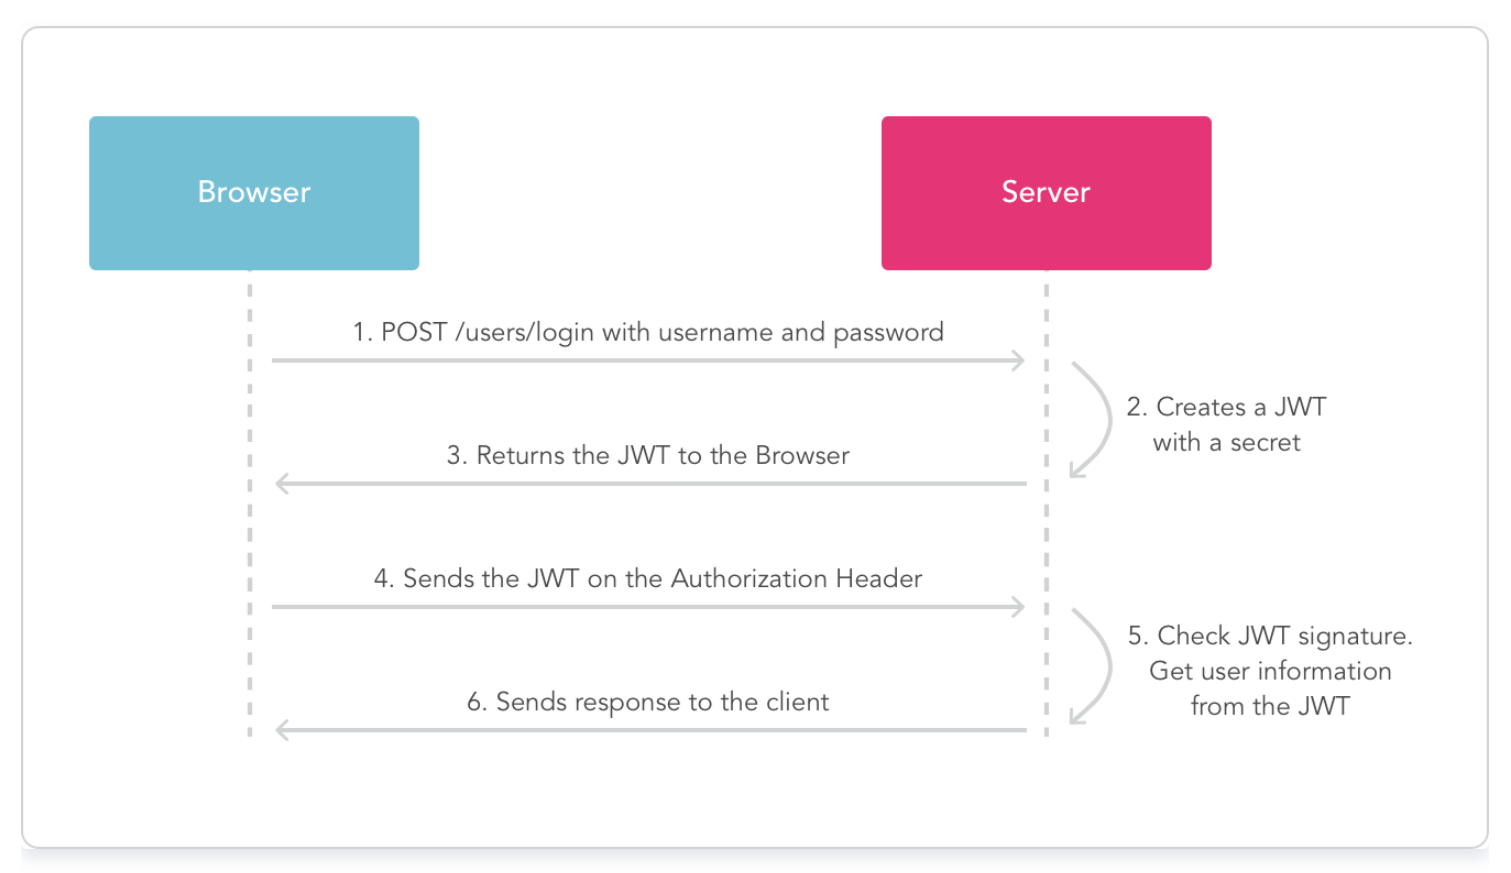 Browser
Server
1. POST /users/login with username and password
2. Creates a JWT
with a secret
3. Returns the JWT to the Browser
4. Sends the JWT on the Authorization Header
5. Check JWT signature.
Get user information
from the JWT
6. Sends response to the client